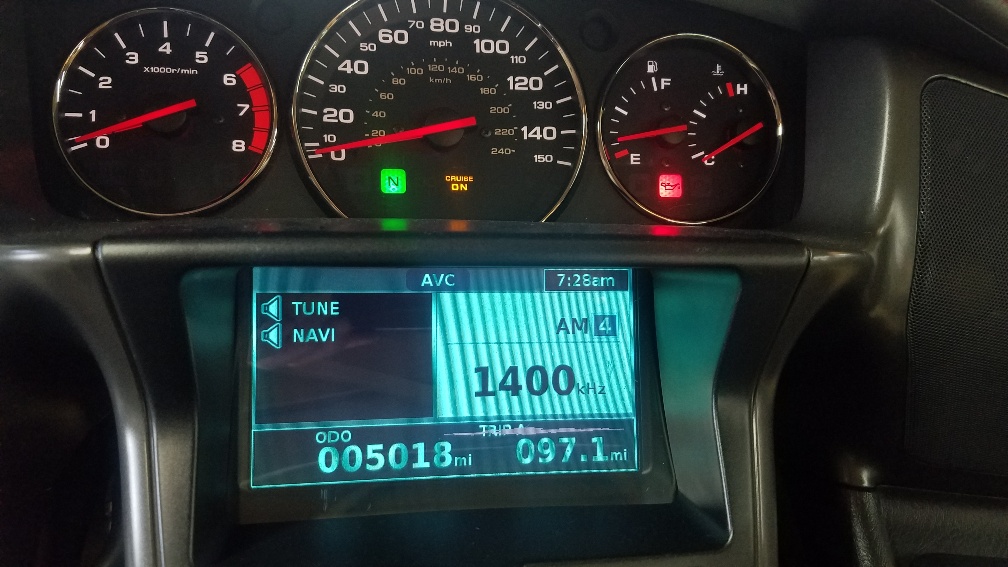 0 1 2 3 4 5 6 7 8
X1000r/min
0 10 20 30 40 50 60 70 80 90 100 110 120 130 140 150
mph
20 40 60 80 100 120 140 160 180 200 220 240
km/h
N
CRUISE
ON
F
E
H
C
AVC
7:28am
TUNE
NAVI
AM 4
1400kHz
ODO
005018mi
TRIP A
097.1mi